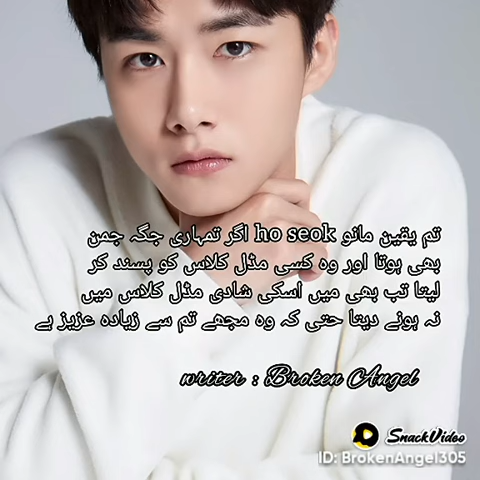 تم یقین مانو ho seok اگر تمہاری جگہ جمن
بھی ہوتا اور وہ کسی مڈل کلاس کو پسند کر
لیتا تب بھی میں اسکی شادی مڈل کلاس میں
نہ ہونے دیتا حتی کہ وہ مجھے تم سے زیادہ عزیز ہے
writer : Broken Angel
SnackVideo
ID: BrokenAngel305